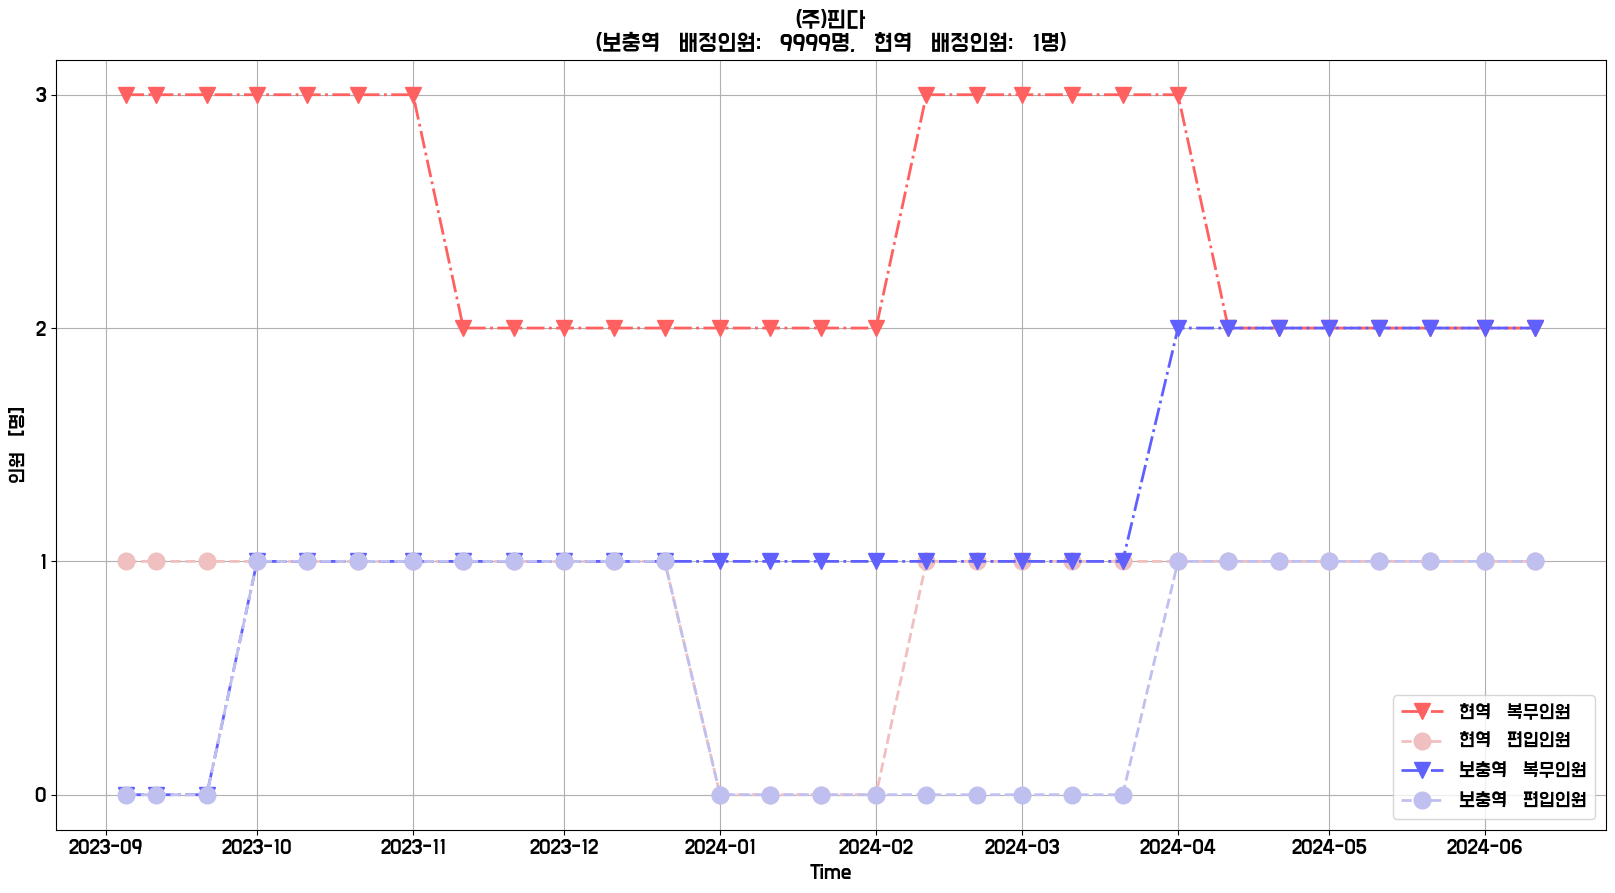 (주)핀다
(보충역 배정인원: 9999명, 현역 배정인원: 1명)
3
2
1
0
인원 [명]
2023-09 2023-10 2023-11 2023-12 2024-01 2024-02 2024-03 2024-04 2024-05 2024-06
Time
현역 복무인원
현역 편입인원
보충역 복무인원
보충역 편입인원